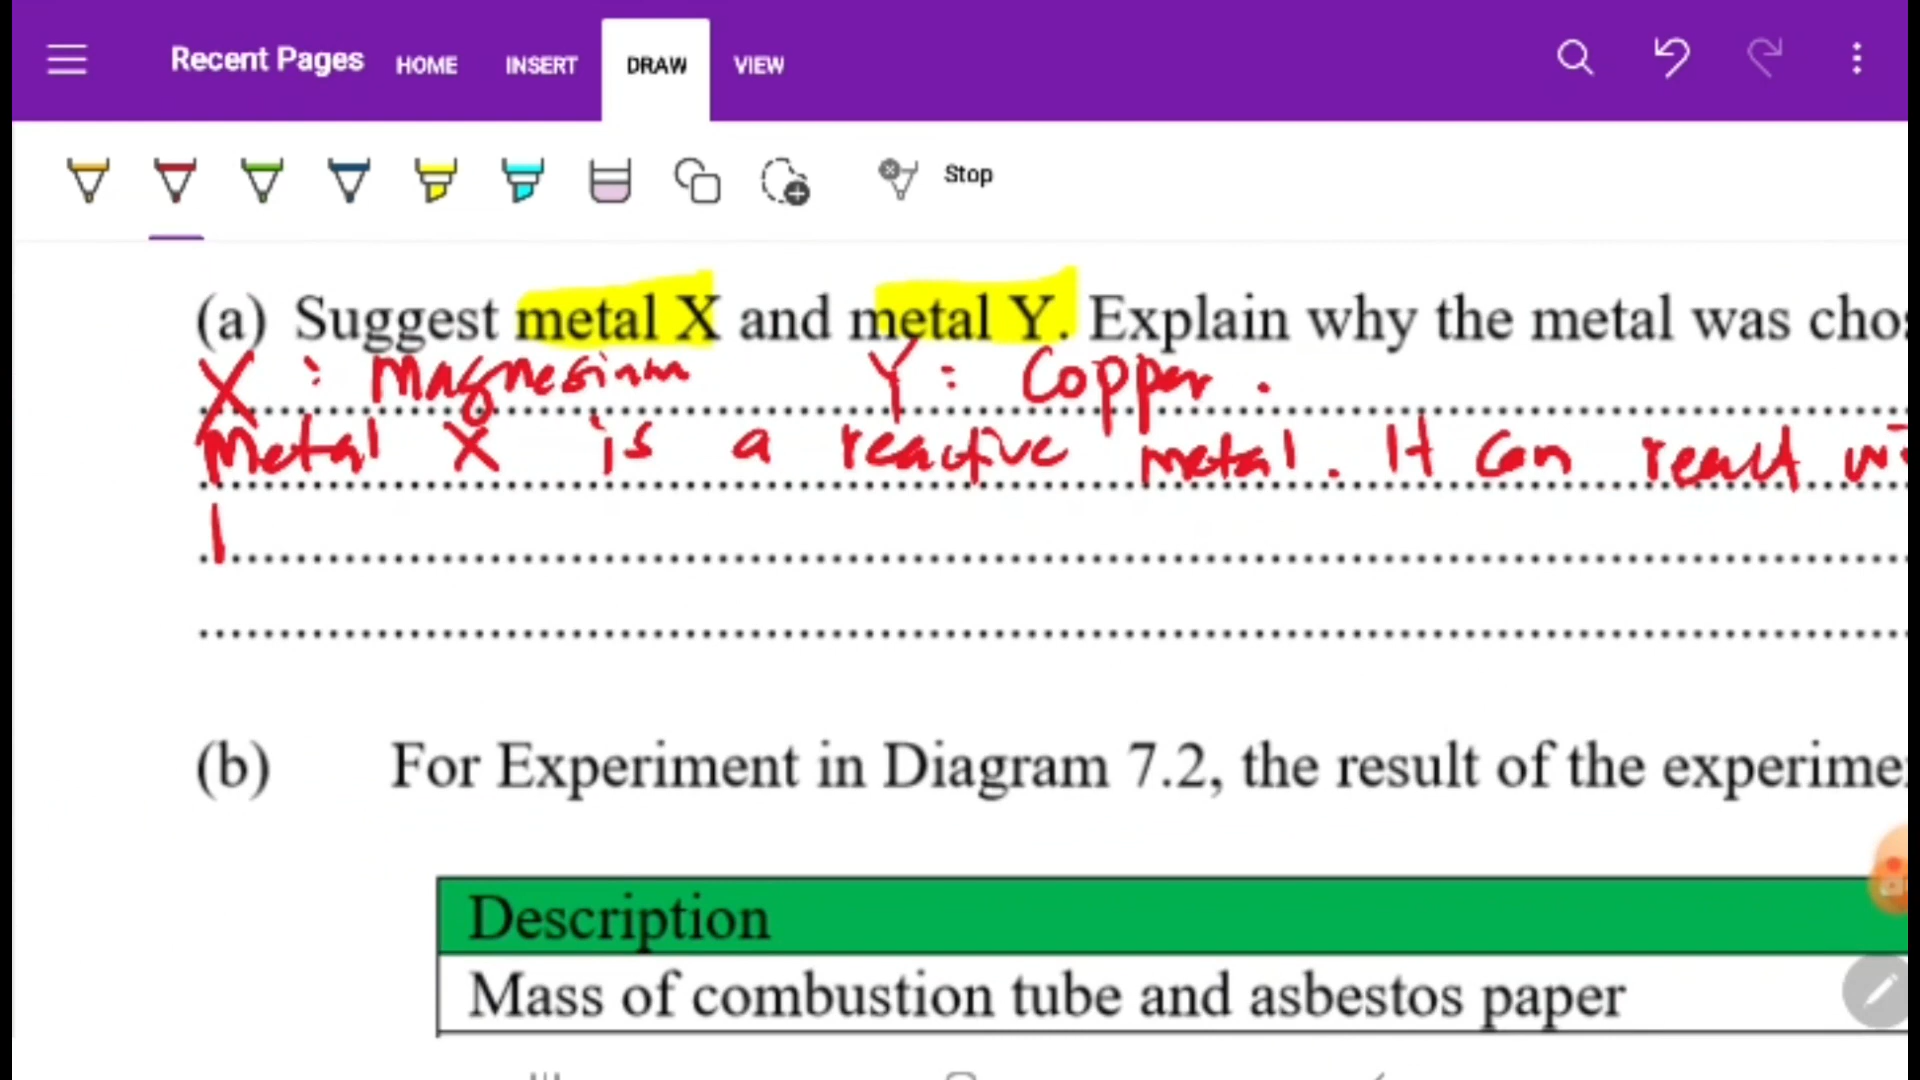 Recent Pages HOME INSERT DRAW VIEW
Stop
(a) Suggest metal X and metal Y. Explain why the metal was cho
X : Magnesium Y : Copper.
Metal X is a reactive metal. It can react wi
(b) For Experiment in Diagram 7.2, the result of the experime
Description
Mass of combustion tube and asbestos paper